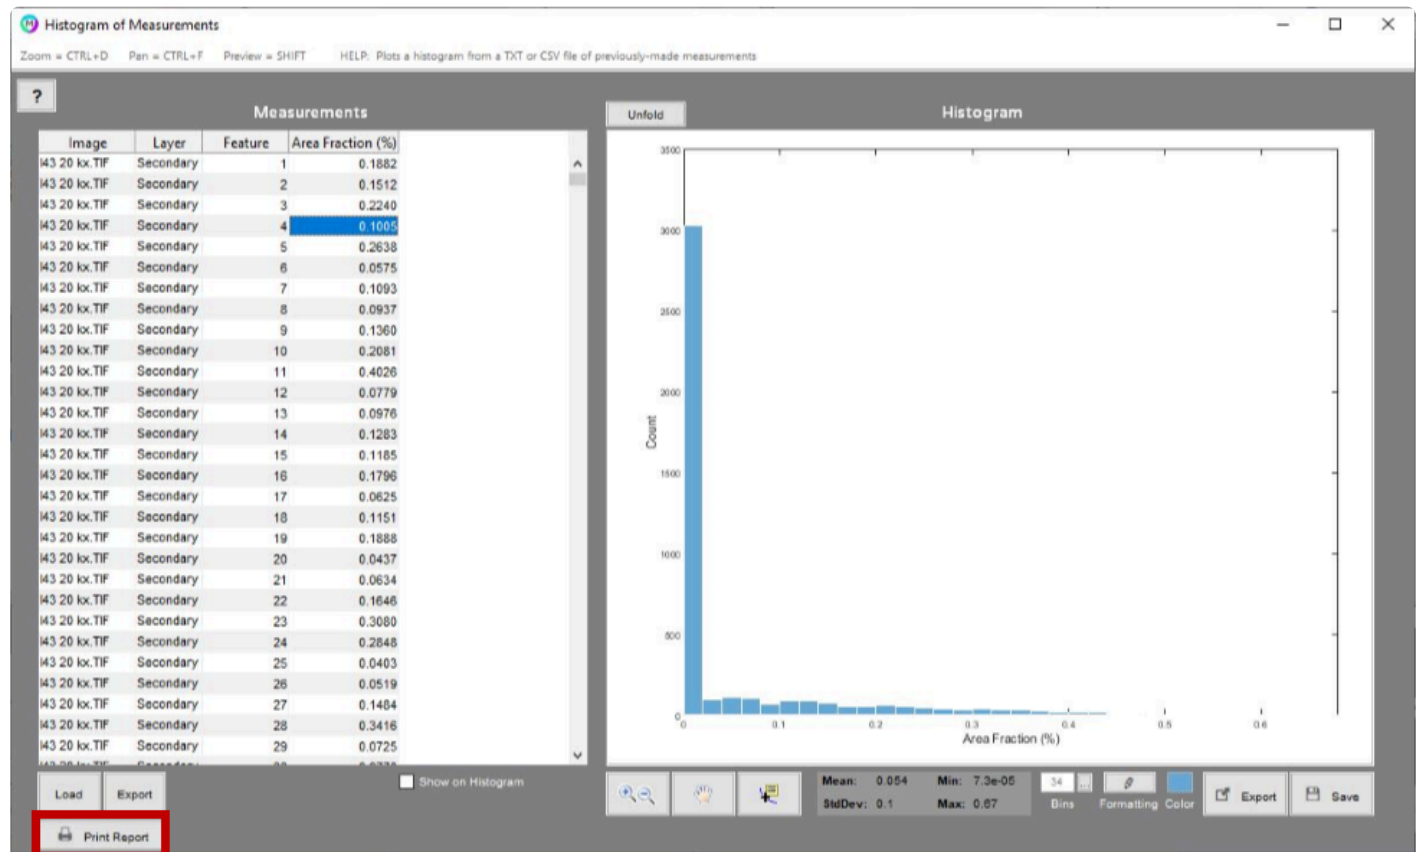 Histogram of Measurements
Zoom = CTRL+D Pan = CTRL+F Preview = SHIFT HELP: Plots a histogram from a TXT or CSV file of previously-made measurements
?
Measurements
Image Layer Feature Area Fraction (%)
I43 20 kx.TIF Secondary 1 0.1882
I43 20 kx.TIF Secondary 2 0.1512
I43 20 kx.TIF Secondary 3 0.2240
I43 20 kx.TIF Secondary 4 0.1005
I43 20 kx.TIF Secondary 5 0.2638
I43 20 kx.TIF Secondary 6 0.0575
I43 20 kx.TIF Secondary 7 0.1093
I43 20 kx.TIF Secondary 8 0.0937
I43 20 kx.TIF Secondary 9 0.1360
I43 20 kx.TIF Secondary 10 0.2081
I43 20 kx.TIF Secondary 11 0.4026
I43 20 kx.TIF Secondary 12 0.0779
I43 20 kx.TIF Secondary 13 0.0976
I43 20 kx.TIF Secondary 14 0.1283
I43 20 kx.TIF Secondary 15 0.1185
I43 20 kx.TIF Secondary 16 0.1796
I43 20 kx.TIF Secondary 17 0.0625
I43 20 kx.TIF Secondary 18 0.1151
I43 20 kx.TIF Secondary 19 0.1888
I43 20 kx.TIF Secondary 20 0.0437
I43 20 kx.TIF Secondary 21 0.0634
I43 20 kx.TIF Secondary 22 0.1646
I43 20 kx.TIF Secondary 23 0.3080
I43 20 kx.TIF Secondary 24 0.2848
I43 20 kx.TIF Secondary 25 0.0403
I43 20 kx.TIF Secondary 26 0.0519
I43 20 kx.TIF Secondary 27 0.1484
I43 20 kx.TIF Secondary 28 0.3416
I43 20 kx.TIF Secondary 29 0.0725
Load Export
Show on Histogram
Print Report
Unfold
Histogram
3500
3000
2500
2000
1500
1000
500
0
Count
0 0.1 0.2 0.3 0.4 0.5 0.6
Area Fraction (%)
Mean: 0.054 Min: 7.3e-05
StdDev: 0.1 Max: 0.67
34 ...
Bins Formatting Color
Export
Save